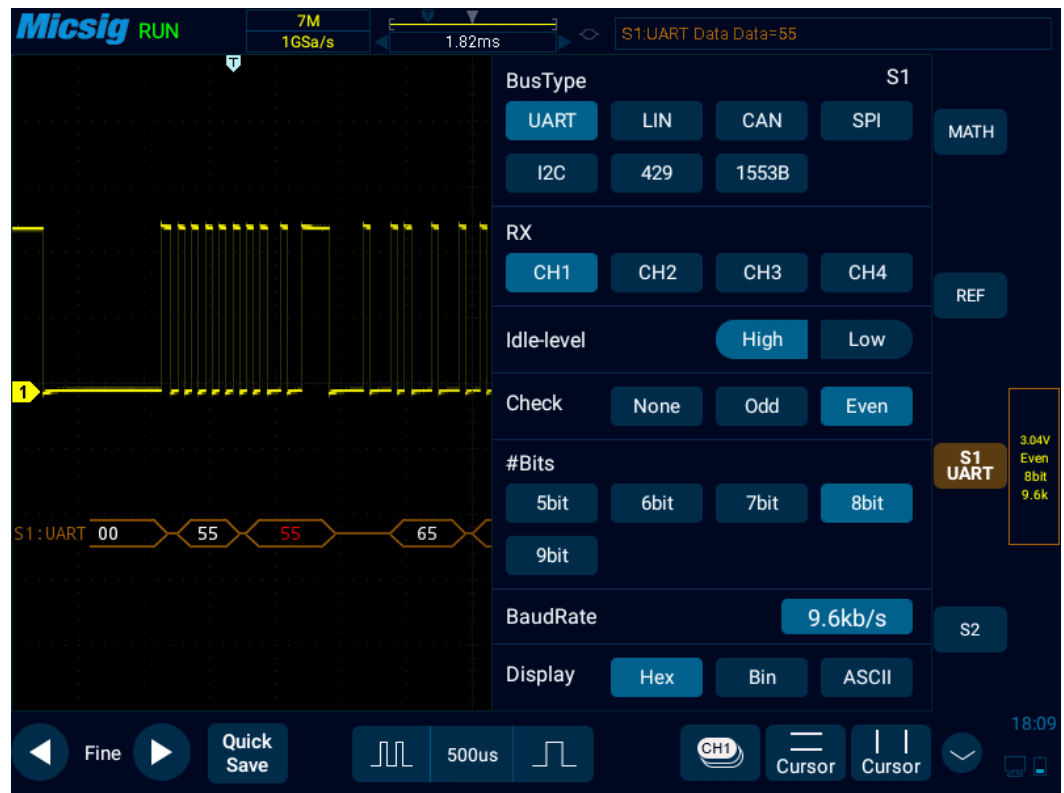 Micsig RUN 7M 1GSa/s 1.82ms S1:UART Data Data=55
T
BusType S1
UART LIN CAN SPI MATH
I2C 429 1553B
RX
CH1 CH2 CH3 CH4
REF
Idle-level High Low
1
Check None Odd Even
3.04V
#Bits S1 UART Even
8bit
5bit 6bit 7bit 8bit 9.6k
S1:UART 00 55 55 65
9bit
BaudRate 9.6kb/s
S2
Display Hex Bin ASCII
18:09
Fine Quick Save 500us CH1 Cursor Cursor